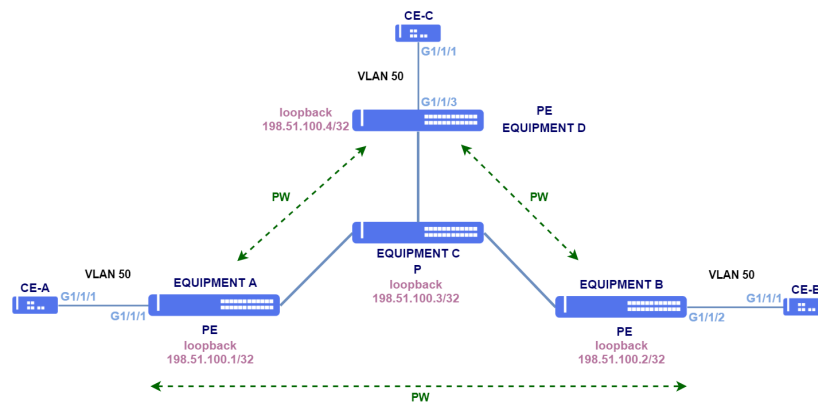 CE-C
G1/1/1
VLAN 50
G1/1/3
loopback
198.51.100.4/32
PE
EQUIPMENT D
PW
PW
EQUIPMENT C
P
loopback
198.51.100.3/32
CE-A
VLAN 50
G1/1/1
G1/1/1
EQUIPMENT A
PE
loopback
198.51.100.1/32
EQUIPMENT B
PE
loopback
198.51.100.2/32
VLAN 50
G1/1/2
G1/1/1
CE-B
PW